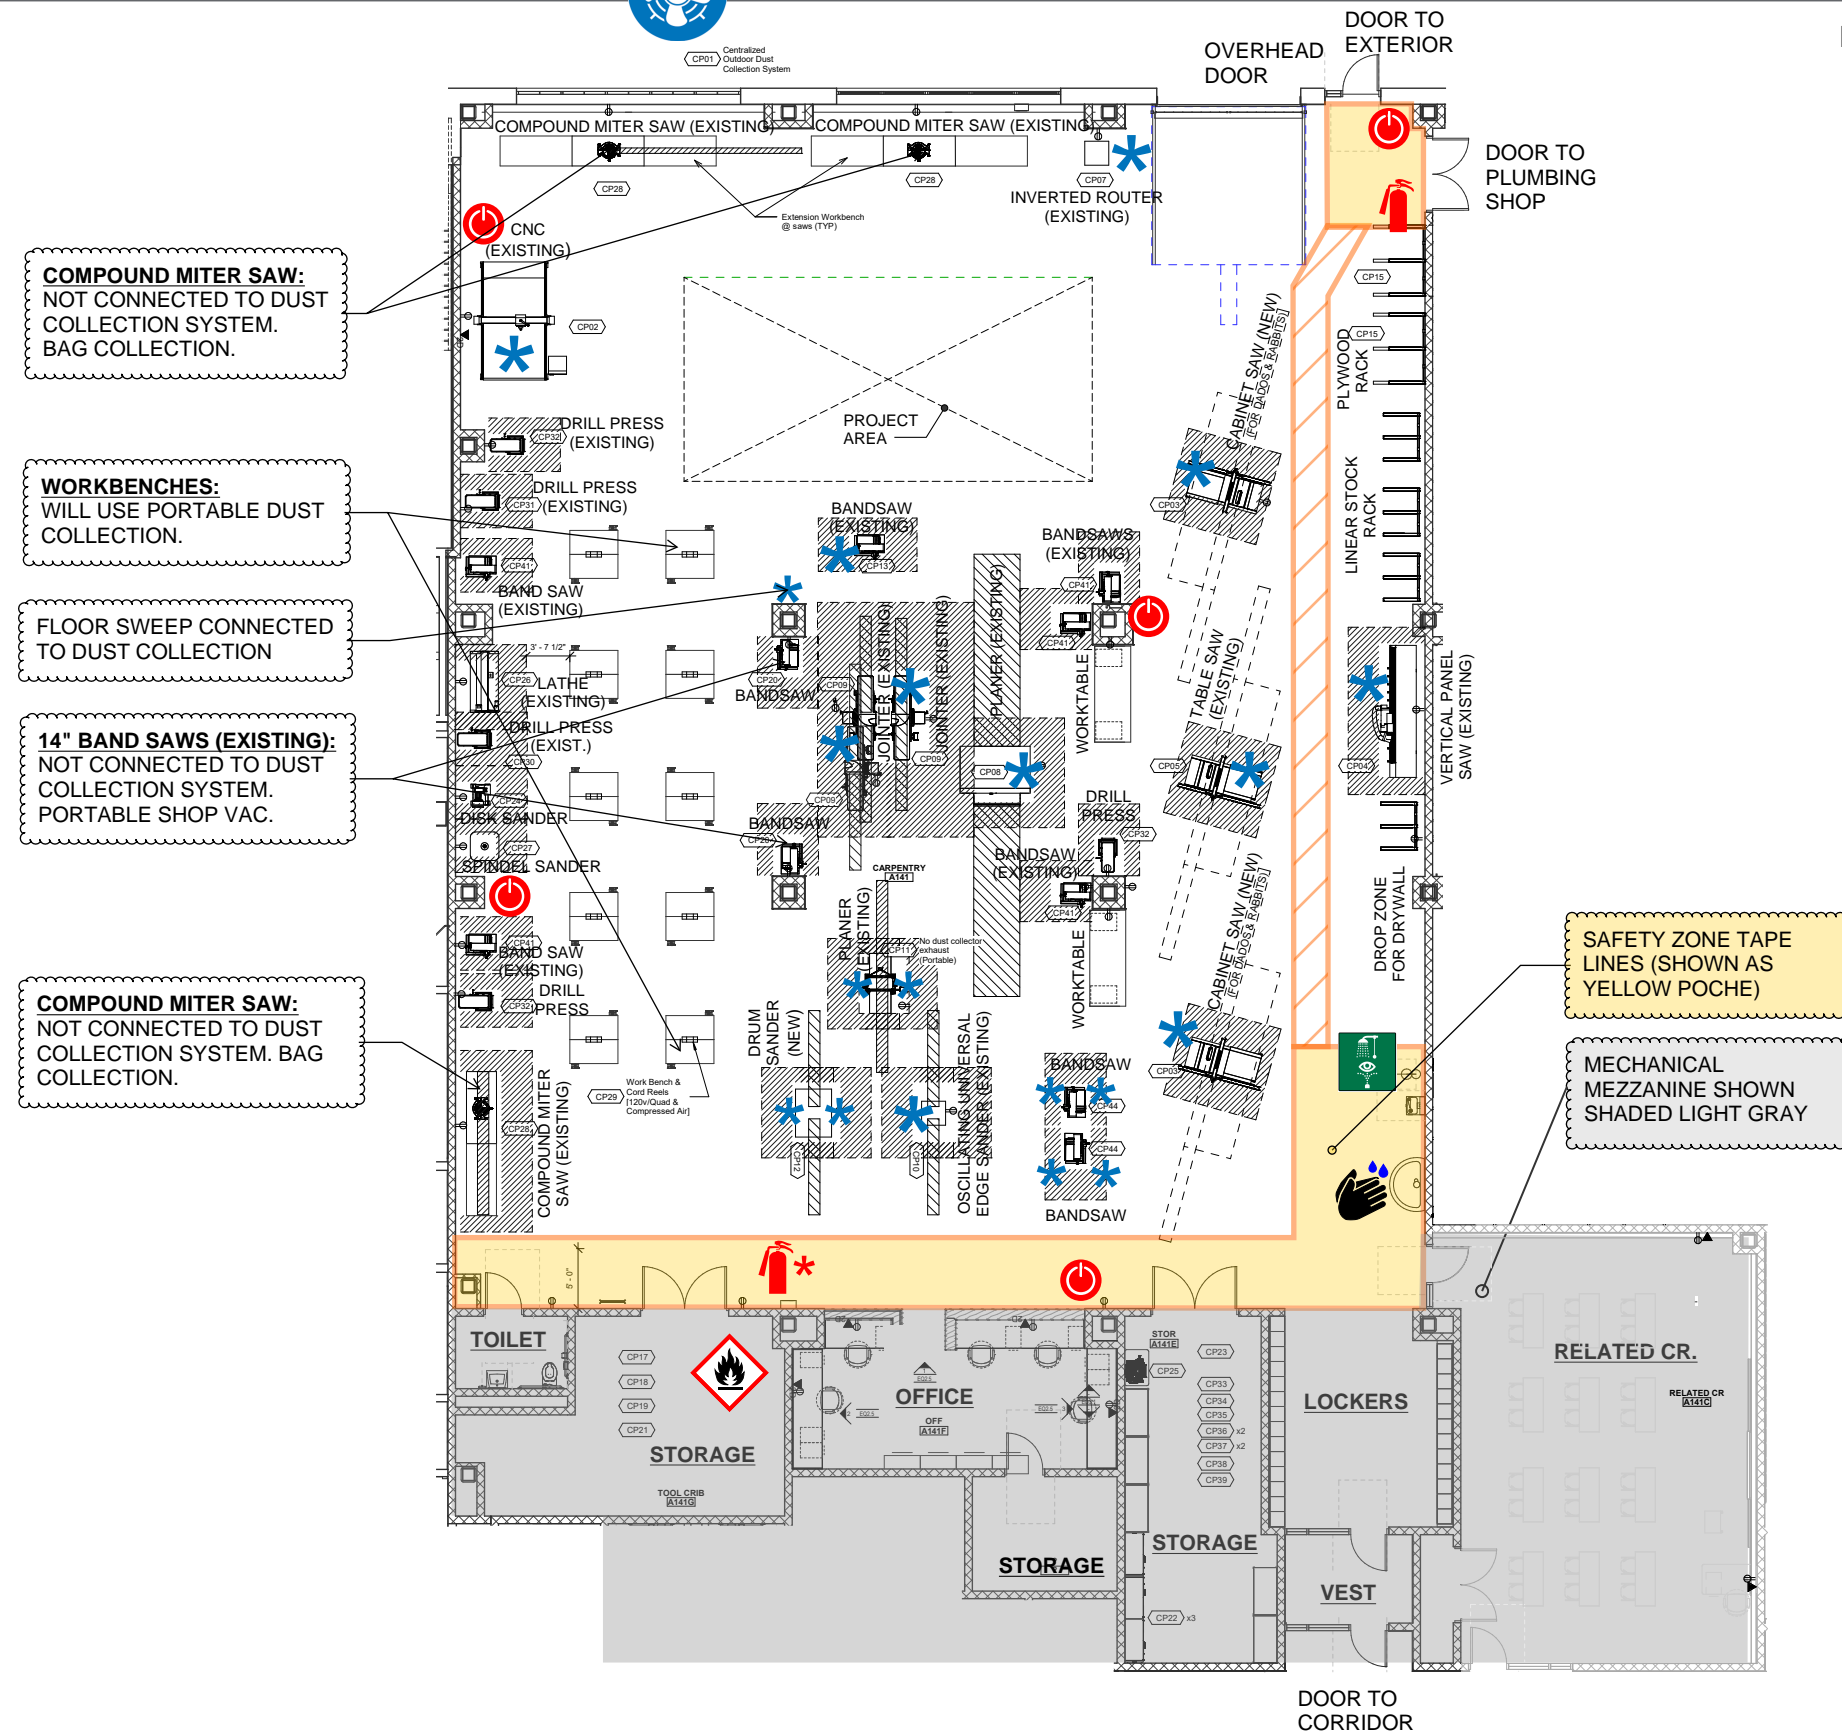 DOOR TO
EXTERIOR
OVERHEAD
DOOR
CP01
Centralized
Outdoor Dust
Collection System
COMPOUND MITER SAW (EXISTING)
COMPOUND MITER SAW (EXISTING)
DOOR TO
PLUMBING
SHOP
CP28
CP28
CP07
INVERTED ROUTER
(EXISTING)
Extension Workbench
@ saws (TYP)
CNC
(EXISTING)
COMPOUND MITER SAW:
NOT CONNECTED TO DUST
COLLECTION SYSTEM.
BAG COLLECTION.
CP02
CP15
CP15
PLYWOOD
RACK
CABINET SAW (NEW)
[FOR DADOS & RABBITS]
PROJECT
AREA
DRILL PRESS
(EXISTING)
CP32
WORKBENCHES:
WILL USE PORTABLE DUST
COLLECTION.
DRILL PRESS
(EXISTING)
CP31
BANDSAW
(EXISTING)
CP13
BANDSAWS
(EXISTING)
CP41
CP41
CP03
LINEAR STOCK
RACK
CP41
BAND SAW
(EXISTING)
FLOOR SWEEP CONNECTED
TO DUST COLLECTION
3' - 7 1/2"
CP26
LATHE
(EXISTING)
CP20
BANDSAW
CP09
JOINTER (EXISTING)
JOINTER (EXISTING)
CP09
CP09
PLANER (EXISTING)
CP08
WORKTABLE
TABLE SAW
(EXISTING)
CP05
CP04
VERTICAL PANEL
SAW (EXISTING)
14" BAND SAWS (EXISTING):
NOT CONNECTED TO DUST
COLLECTION SYSTEM.
PORTABLE SHOP VAC.
DRILL PRESS
(EXIST.)
CP30
CP24
DISK SANDER
CP27
SPINDEL SANDER
BANDSAW
CP20
DRILL
PRESS
CP32
BANDSAW
(EXISTING)
CP41
CARPENTRY
A141
CABINET SAW (NEW)
[FOR DADOS & RABBITS]
DROP ZONE
FOR DRYWALL
CP41
BAND SAW
(EXISTING)
DRILL
PRESS
CP32
PLANER
(EXISTING)
CP11
No dust collector
exhaust
(Portable)
WORKTABLE
SAFETY ZONE TAPE
LINES (SHOWN AS
YELLOW POCHE)
COMPOUND MITER SAW:
NOT CONNECTED TO DUST
COLLECTION SYSTEM. BAG
COLLECTION.
CP28
COMPOUND MITER
SAW (EXISTING)
CP29
Work Bench &
Cord Reels
[120v/Quad &
Compressed Air]
DRUM
SANDER
(NEW)
CP12
CP10
OSCILLATING UNIVERSAL
EDGE SANDER (EXISTING)
BANDSAW
CP44
CP44
BANDSAW
CP03
MECHANICAL
MEZZANINE SHOWN
SHADED LIGHT GRAY
TOILET
CP17
CP18
CP19
CP21
STORAGE
TOOL CRIB
A141G
OFFICE
OFF
A141F
STOR
A141E
CP23
CP25
CP33
CP34
CP35
CP36 x2
CP37 x2
CP38
CP39
LOCKERS
RELATED CR.
RELATED CR
A141C
STORAGE
STORAGE
CP22 x3
VEST
DOOR TO
CORRIDOR